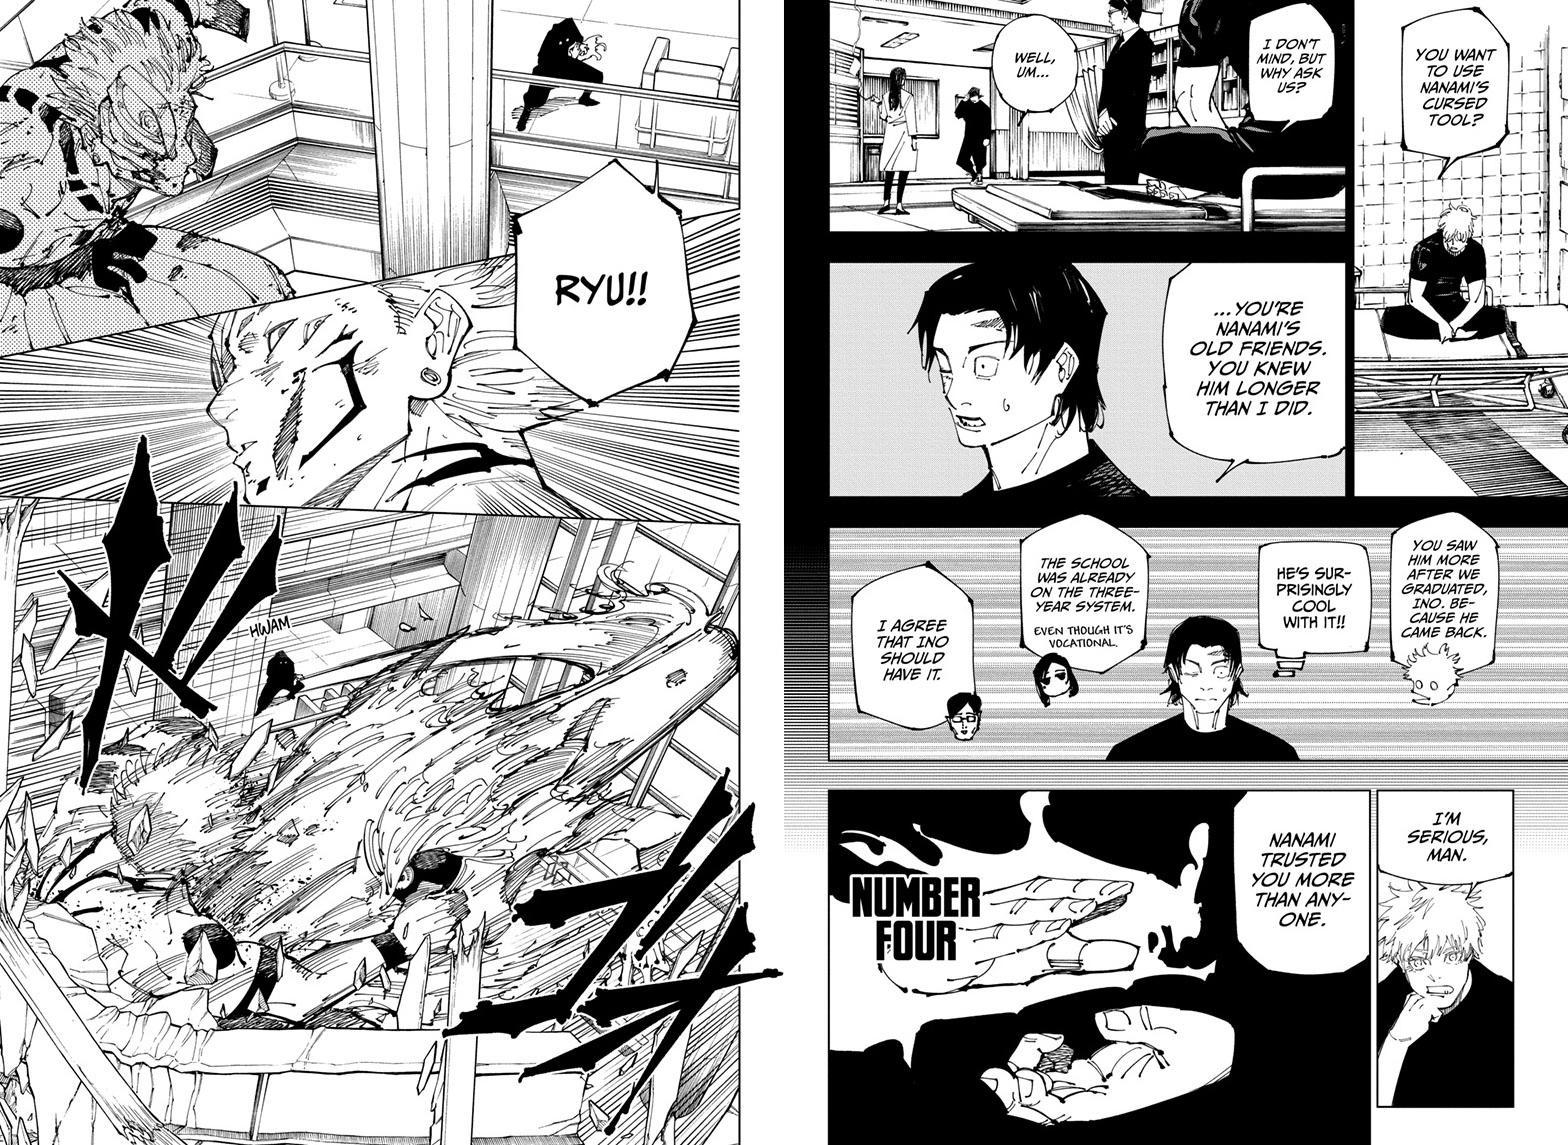 YOU WANT
TO USE
NANAMI'S
CURSED
TOOL?
I DON'T
MIND, BUT
WHY ASK
US?
WELL,
UM...
...YOU'RE
NANAMI'S
OLD FRIENDS.
YOU KNEW
HIM LONGER
THAN I DID.
YOU SAW
HIM MORE
AFTER WE
GRADUATED,
INO. BE-
CAUSE HE
CAME BACK.
HE'S SUR-
PRISINGLY
COOL
WITH IT!!
THE SCHOOL
WAS ALREADY
ON THE THREE-
YEAR SYSTEM.
EVEN THOUGH IT'S
VOCATIONAL.
I AGREE
THAT INO
SHOULD
HAVE IT.
I'M
SERIOUS,
MAN.
NANAMI
TRUSTED
YOU MORE
THAN ANY-
ONE.
NUMBER
FOUR
RYU!!
HWAM